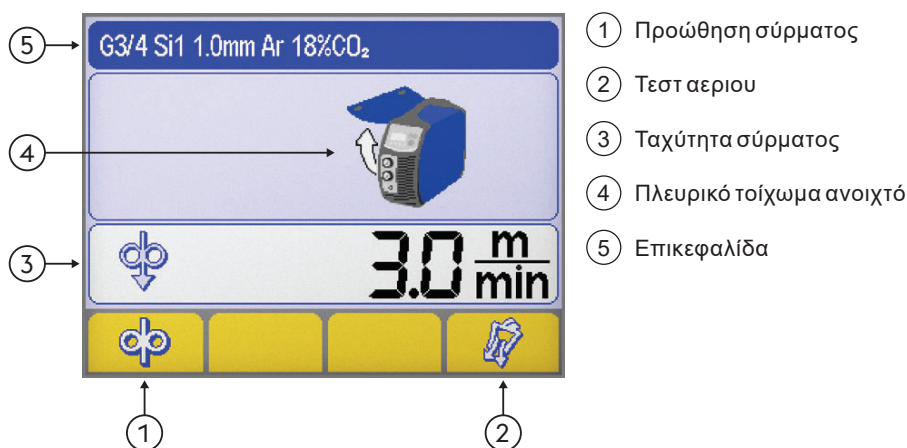 5
G3/4 Si1 1.0mm Ar 18%CO₂
4
3
3.0 m/min
1
2
1 Προώθηση σύρματος
2 Τεστ αεριου
3 Ταχύτητα σύρματος
4 Πλευρικό τοίχωμα ανοιχτό
5 Επικεφαλίδα